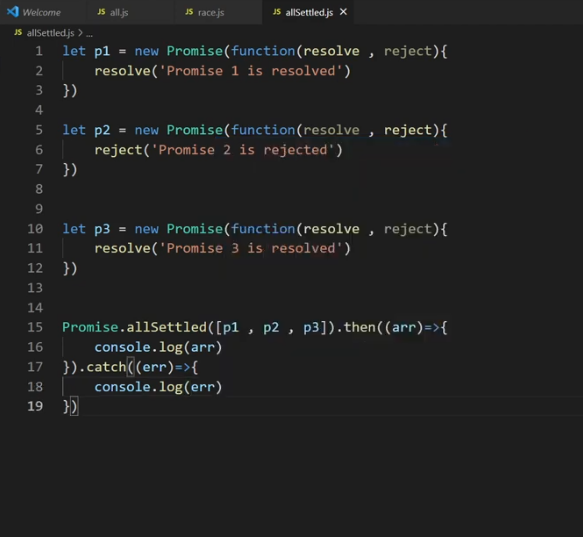 Welcome JS all.js JS race.js JS allSettled.js ×
JS allSettled.js > ...
1 let p1 = new Promise(function(resolve , reject){
2     resolve('Promise 1 is resolved')
3 })
4
5 let p2 = new Promise(function(resolve , reject){
6     reject('Promise 2 is rejected')
7 })
8
9
10 let p3 = new Promise(function(resolve , reject){
11     resolve('Promise 3 is resolved')
12 })
13
14
15 Promise.allSettled([p1 , p2 , p3]).then((arr)=>{
16     console.log(arr)
17 }).catch((err)=>{
18     console.log(err)
19 })